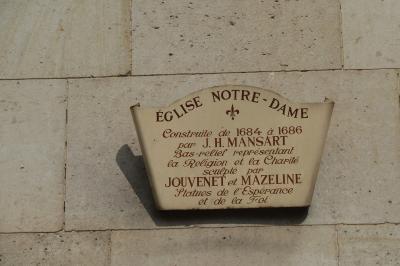 ÉGLISE NOTRE-DAME
Construite de 1684 à 1686
par J.H. MANSART
Bas-relief représentant
la Religion et la Charité
sculpté par
JOUVENET et MAZELINE
Statues de l'Espérance
et de la Foi